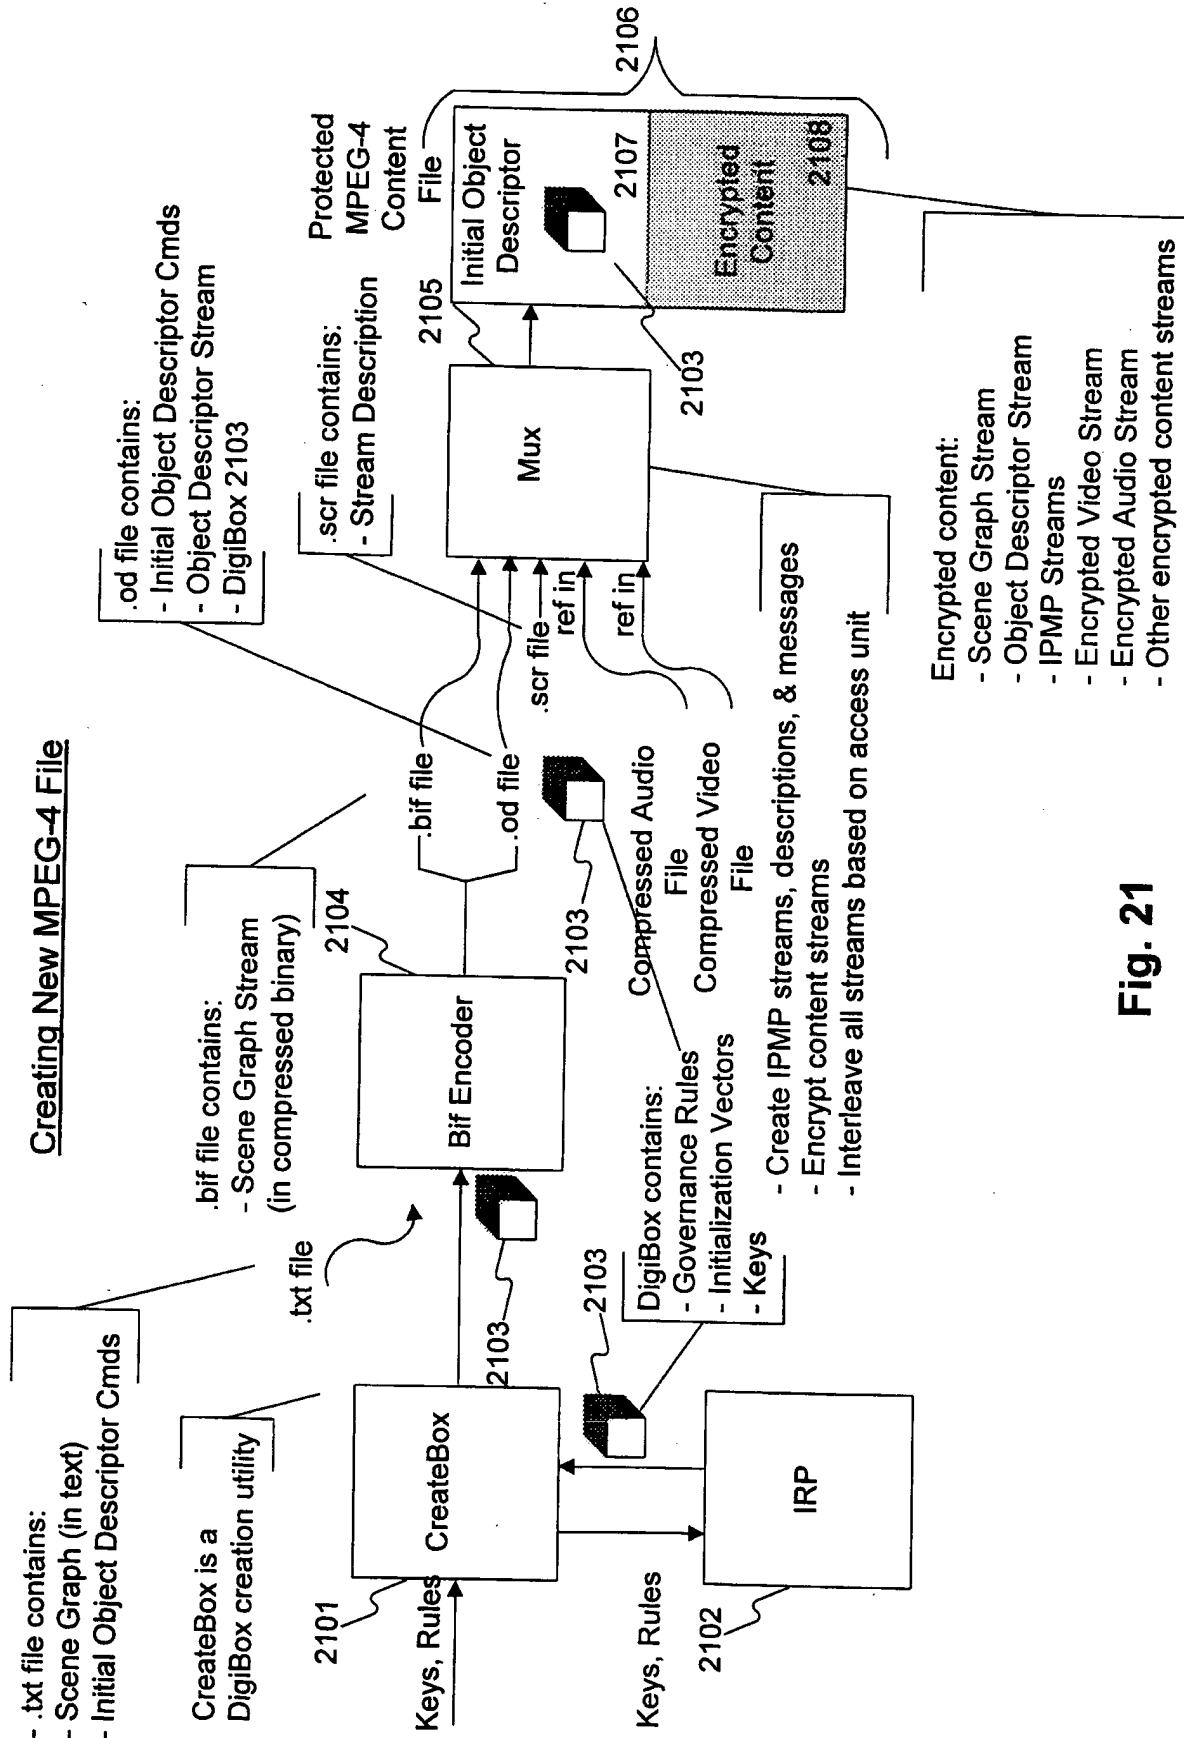 Creating New MPEG-4 File
- .txt file contains:
- Scene Graph (in text)
- Initial Object Descriptor Cmds
CreateBox is a
DigiBox creation utility
.bif file contains:
- Scene Graph Stream
(in compressed binary)
.od file contains:
- Initial Object Descriptor Cmds
- Object Descriptor Stream
- DigiBox 2103
.scr file contains:
- Stream Description
Protected
MPEG-4
Content
File
2101
Keys, Rules
CreateBox
.txt file
2103
2104
Bif Encoder
.bif file
.od file
2103
.scr file
ref in
ref in
Compressed Audio
File
Compressed Video
File
Mux
2105
Initial Object
Descriptor
2107
2103
Encrypted
Content
2108
2106
Keys, Rules
2102
IRP
2103
DigiBox contains:
- Governance Rules
- Initialization Vectors
- Keys
- Create IPMP streams, descriptions, & messages
- Encrypt content streams
- Interleave all streams based on access unit
Encrypted content:
- Scene Graph Stream
- Object Descriptor Stream
- IPMP Streams
- Encrypted Video Stream
- Encrypted Audio Stream
- Other encrypted content streams
Fig. 21